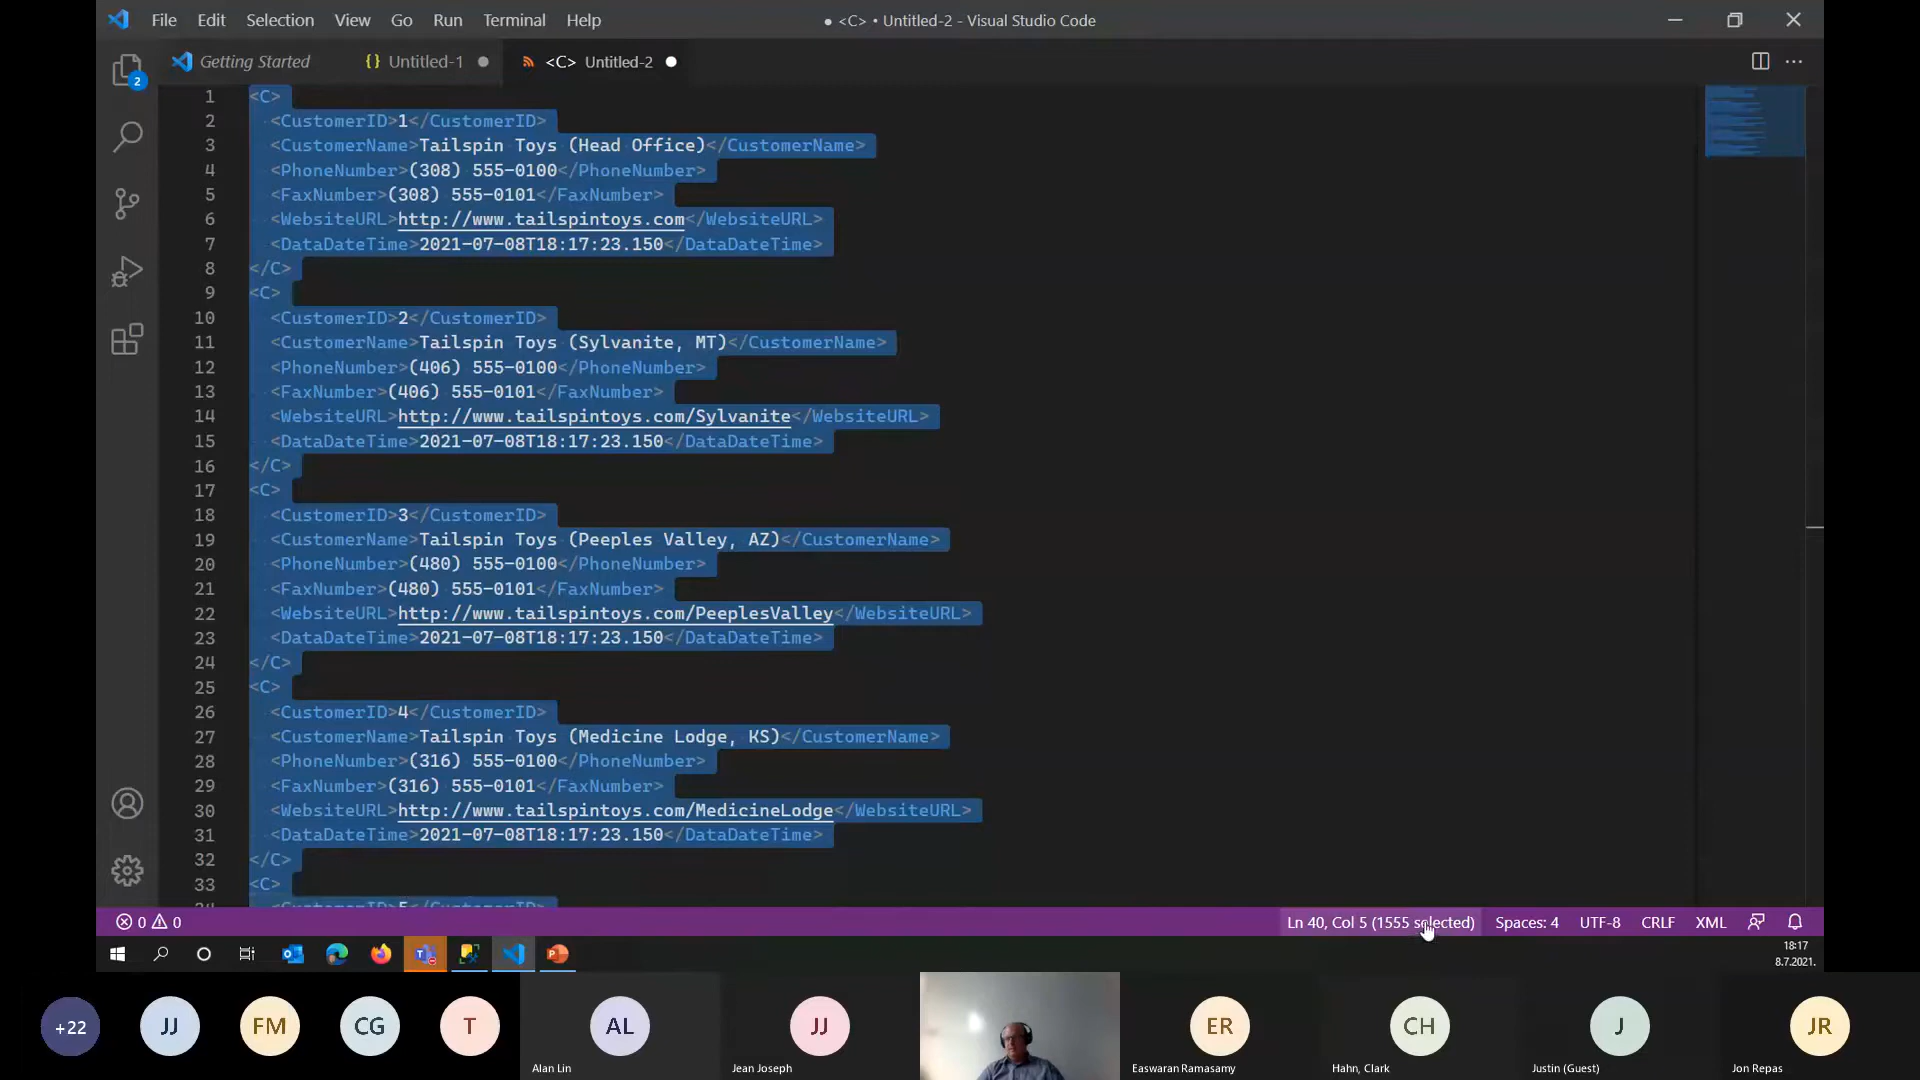 File Edit Selection View Go Run Terminal Help
● <C> • Untitled-2 - Visual Studio Code
Getting Started
{} Untitled-1 ●
<C> Untitled-2 ●
2
1 <C>
2 <CustomerID>1</CustomerID>
3 <CustomerName>Tailspin Toys (Head Office)</CustomerName>
4 <PhoneNumber>(308) 555-0100</PhoneNumber>
5 <FaxNumber>(308) 555-0101</FaxNumber>
6 <WebsiteURL>http://www.tailspintoys.com</WebsiteURL>
7 <DataDateTime>2021-07-08T18:17:23.150</DataDateTime>
8 </C>
9 <C>
10 <CustomerID>2</CustomerID>
11 <CustomerName>Tailspin Toys (Sylvanite, MT)</CustomerName>
12 <PhoneNumber>(406) 555-0100</PhoneNumber>
13 <FaxNumber>(406) 555-0101</FaxNumber>
14 <WebsiteURL>http://www.tailspintoys.com/Sylvanite</WebsiteURL>
15 <DataDateTime>2021-07-08T18:17:23.150</DataDateTime>
16 </C>
17 <C>
18 <CustomerID>3</CustomerID>
19 <CustomerName>Tailspin Toys (Peeples Valley, AZ)</CustomerName>
20 <PhoneNumber>(480) 555-0100</PhoneNumber>
21 <FaxNumber>(480) 555-0101</FaxNumber>
22 <WebsiteURL>http://www.tailspintoys.com/PeeplesValley</WebsiteURL>
23 <DataDateTime>2021-07-08T18:17:23.150</DataDateTime>
24 </C>
25 <C>
26 <CustomerID>4</CustomerID>
27 <CustomerName>Tailspin Toys (Medicine Lodge, KS)</CustomerName>
28 <PhoneNumber>(316) 555-0100</PhoneNumber>
29 <FaxNumber>(316) 555-0101</FaxNumber>
30 <WebsiteURL>http://www.tailspintoys.com/MedicineLodge</WebsiteURL>
31 <DataDateTime>2021-07-08T18:17:23.150</DataDateTime>
32 </C>
33 <C>
34 <CustomerID>5</CustomerID>
0 0
Ln 40, Col 5 (1555 selected) Spaces: 4 UTF-8 CRLF XML
18:17
8.7.2021.
+22 JJ FM CG T AL JJ ER CH J JR
Alan Lin Jean Joseph Easwaran Ramasamy Hahn, Clark Justin (Guest) Jon Repas